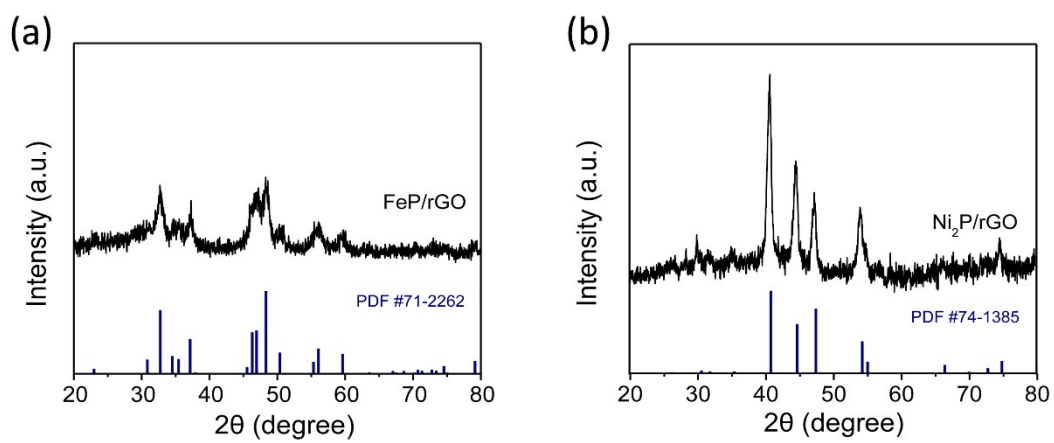 (a)
Intensity (a.u.)
FeP/rGO
PDF #71-2262
20 30 40 50 60 70 80
2θ (degree)
(b)
Intensity (a.u.)
Ni₂P/rGO
PDF #74-1385
20 30 40 50 60 70 80
2θ (degree)